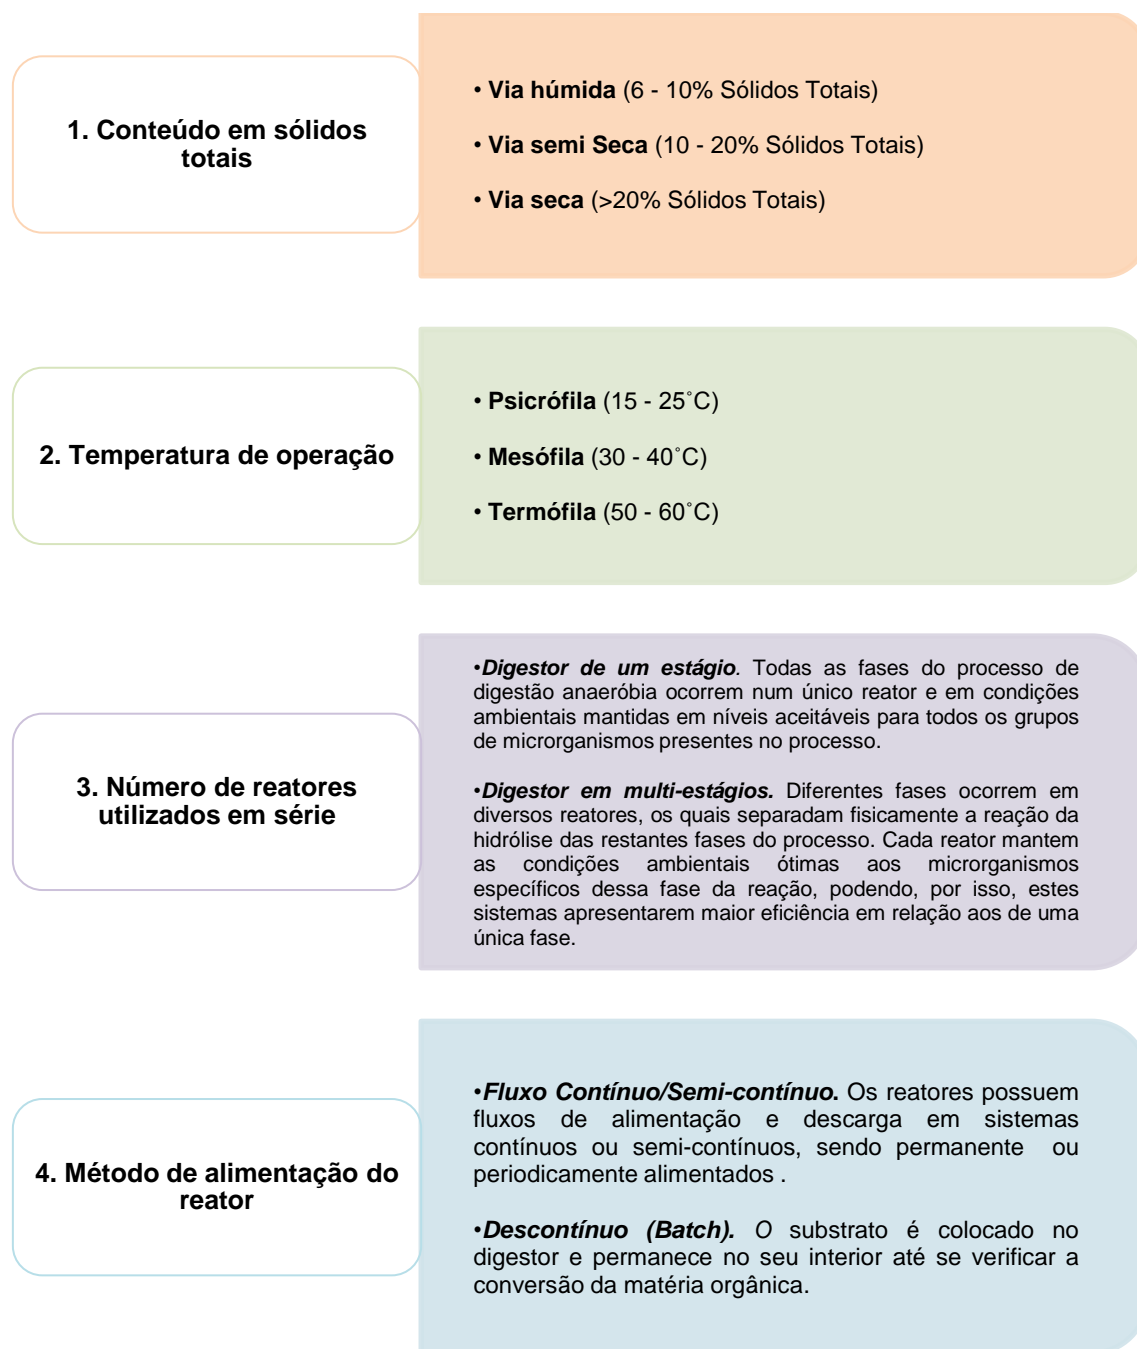 1. Conteúdo em sólidos
totais
• Via húmida (6 - 10% Sólidos Totais)
• Via semi Seca (10 - 20% Sólidos Totais)
• Via seca (>20% Sólidos Totais)
2. Temperatura de operação
• Psicrófila (15 - 25˚C)
• Mesófila (30 - 40˚C)
• Termófila (50 - 60˚C)
3. Número de reatores
utilizados em série
•Digestor de um estágio. Todas as fases do processo de
digestão anaeróbia ocorrem num único reator e em condições
ambientais mantidas em níveis aceitáveis para todos os grupos
de microrganismos presentes no processo.
•Digestor em multi-estágios. Diferentes fases ocorrem em
diversos reatores, os quais separadam fisicamente a reação da
hidrólise das restantes fases do processo. Cada reator mantem
as condições ambientais ótimas aos microrganismos
específicos dessa fase da reação, podendo, por isso, estes
sistemas apresentarem maior eficiência em relação aos de uma
única fase.
4. Método de alimentação do
reator
•Fluxo Contínuo/Semi-contínuo. Os reatores possuem
fluxos de alimentação e descarga em sistemas
contínuos ou semi-contínuos, sendo permanente ou
periodicamente alimentados .
•Descontínuo (Batch). O substrato é colocado no
digestor e permanece no seu interior até se verificar a
conversão da matéria orgânica.